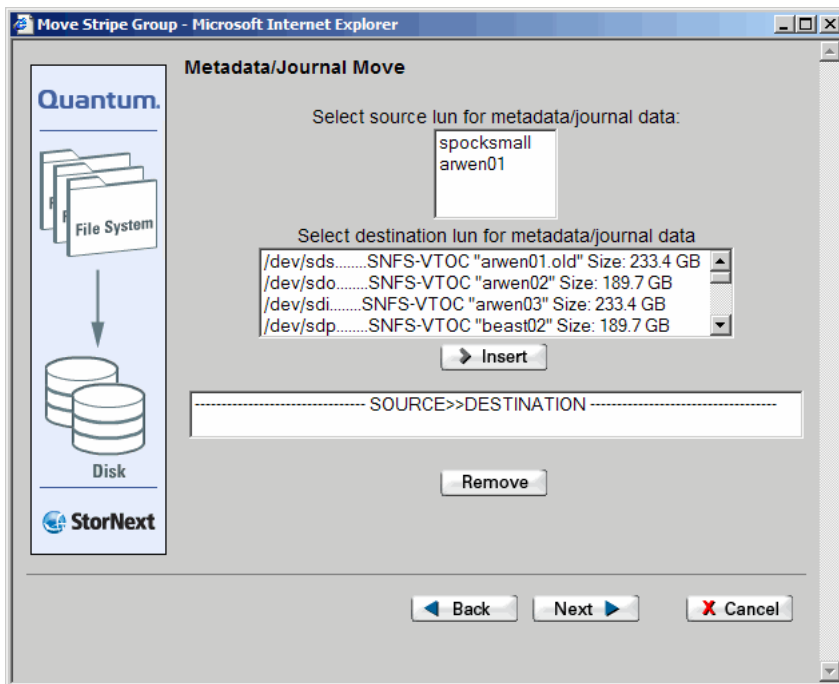 Move Stripe Group - Microsoft Internet Explorer
Metadata/Journal Move
Quantum.
File System
Disk
StorNext
Select source lun for metadata/journal data:
spocksmall
arwen01
Select destination lun for metadata/journal data
/dev/sds.......SNFS-VTOC "arwen01.old" Size: 233.4 GB
/dev/sdo.......SNFS-VTOC "arwen02" Size: 189.7 GB
/dev/sdi........SNFS-VTOC "arwen03" Size: 233.4 GB
/dev/sdp.......SNFS-VTOC "beast02" Size: 189.7 GB
Insert
-------------------------------- SOURCE>>DESTINATION -----------------------------------
Remove
Back Next Cancel